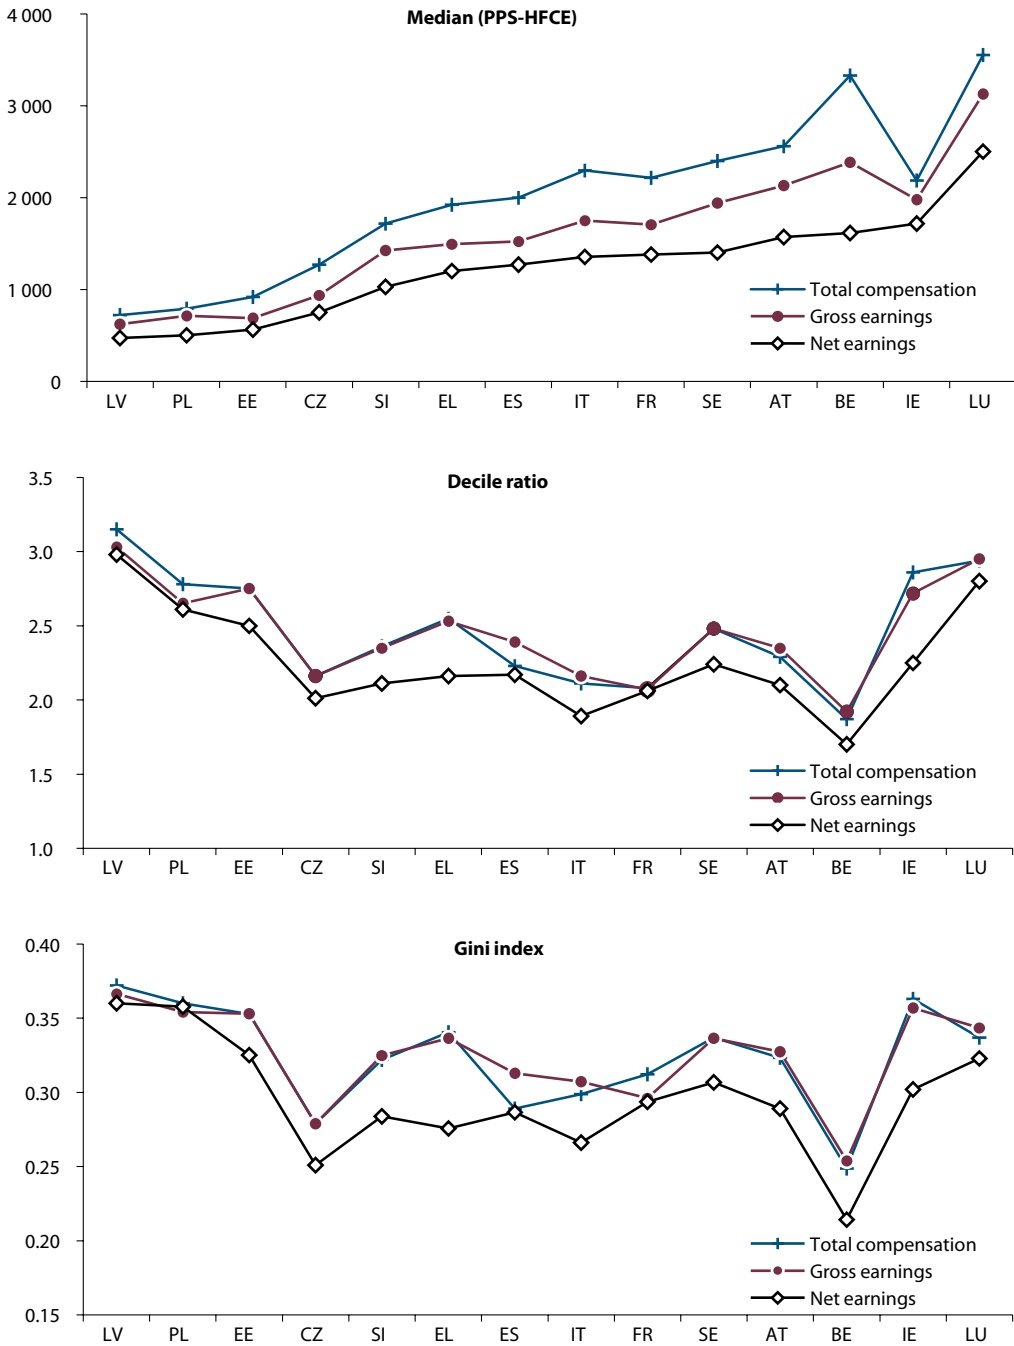 Median (PPS-HFCE)
4 000
3 000
2 000
1 000
0
Total compensation
Gross earnings
Net earnings
LV PL EE CZ SI EL ES IT FR SE AT BE IE LU
Decile ratio
3.5
3.0
2.5
2.0
1.5
1.0
Total compensation
Gross earnings
Net earnings
LV PL EE CZ SI EL ES IT FR SE AT BE IE LU
Gini index
0.40
0.35
0.30
0.25
0.20
0.15
Total compensation
Gross earnings
Net earnings
LV PL EE CZ SI EL ES IT FR SE AT BE IE LU